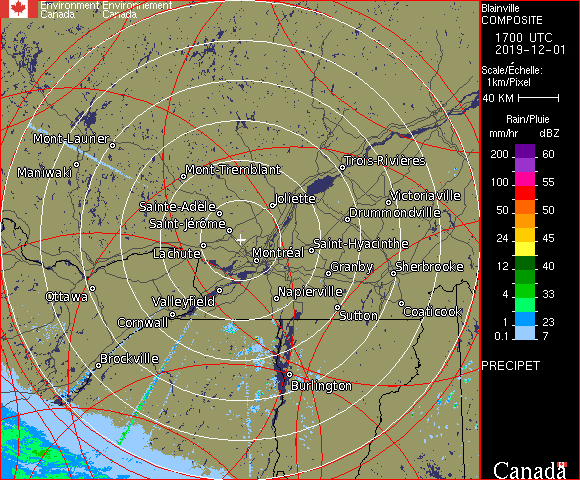 Environment Environnement
Canada Canada
Blainville
COMPOSITE
1700 UTC
2019-12-01
Scale/Échelle:
1km/Pixel
40 KM
Rain/Pluie
mm/hr dBZ
200 60
150 57
100 55
50 50
24 45
12 40
4 33
1 23
0.1 7
PRECIPET
Canada
Mont-Laurier
Maniwaki
Mont-Tremblant
Trois-Rivières
Joliette
Victoriaville
Sainte-Adèle
Drummondville
Saint-Jérôme
Lachute
Montréal
Saint-Hyacinthe
Granby
Sherbrooke
Ottawa
Valleyfield
Napierville
Cornwall
Sutton
Coaticook
Brockville
Burlington